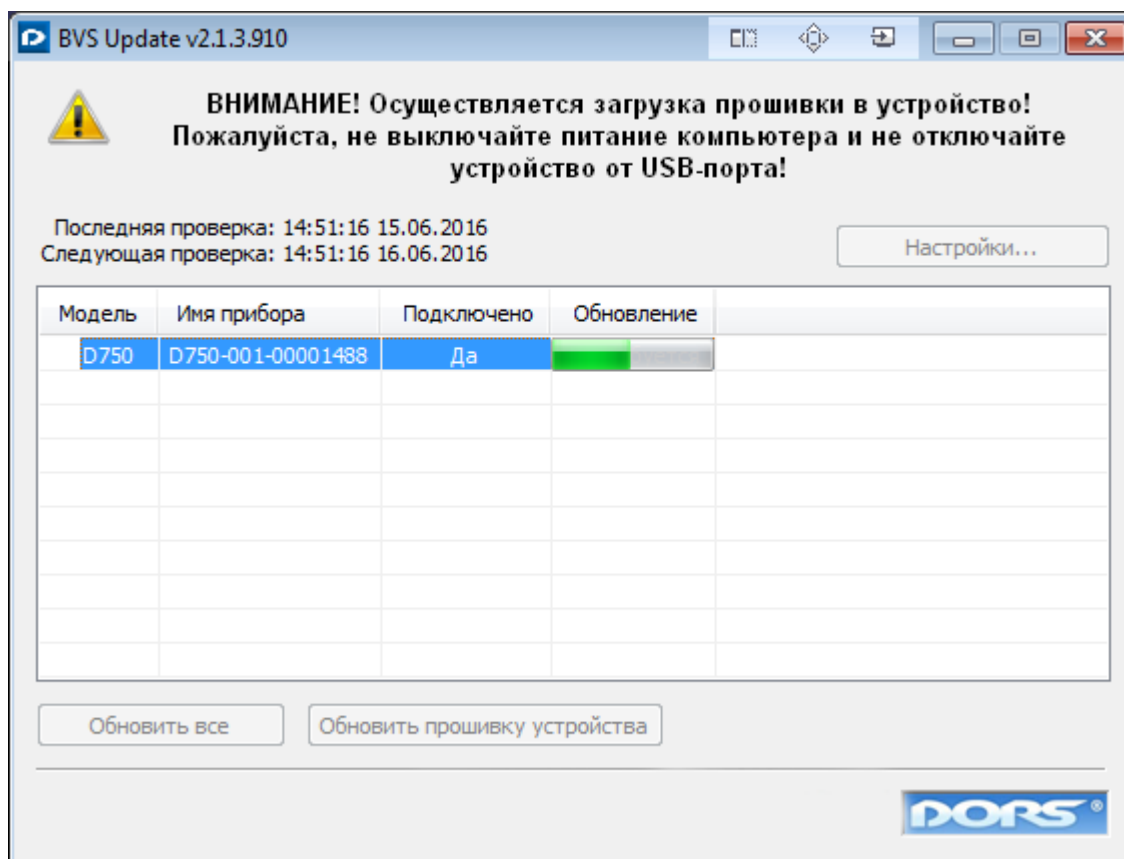 BVS Update v2.1.3.910
ВНИМАНИЕ! Осуществляется загрузка прошивки в устройство!
Пожалуйста, не выключайте питание компьютера и не отключайте
устройство от USB-порта!
Последняя проверка: 14:51:16 15.06.2016
Следующая проверка: 14:51:16 16.06.2016
Настройки...
Модель Имя прибора Подключено Обновление
D750 D750-001-00001488 Да
Обновить все Обновить прошивку устройства
DORS®